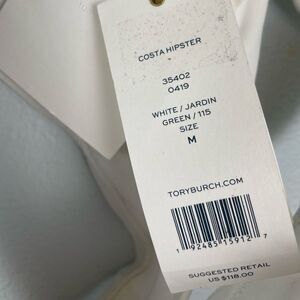 COSTA HIPSTER
35402
0419
WHITE / JARDIN
GREEN / 115
SIZE
M
TORYBURCH.COM
1 92485 15912 7
SUGGESTED RETAIL
US $118.00